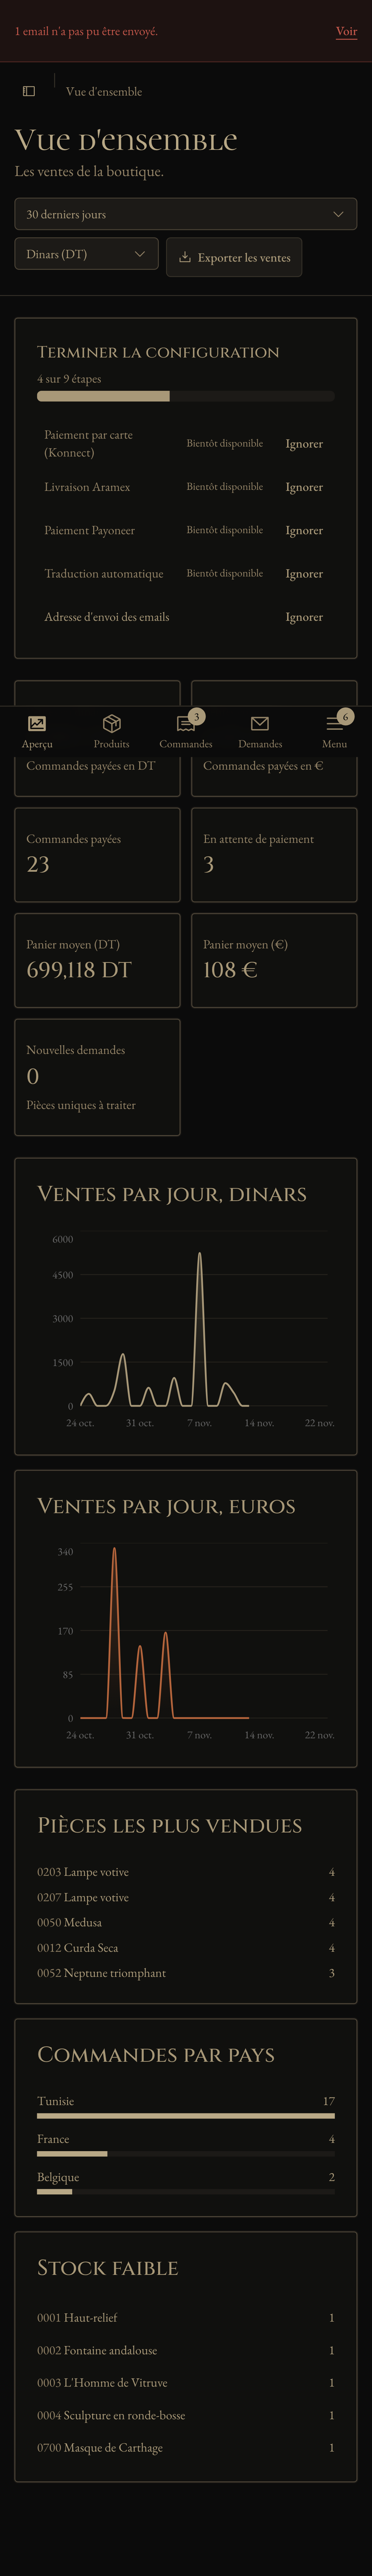 1 email n'a pas pu être envoyé.
Voir
Vue d'ensemble
Vue d'ensemble
Les ventes de la boutique.
30 derniers jours
Dinars (DT)
Exporter les ventes
Terminer la configuration
4 sur 9 étapes
Paiement par carte
(Konnect)
Bientôt disponible
Ignorer
Livraison Aramex
Bientôt disponible
Ignorer
Paiement Payoneer
Bientôt disponible
Ignorer
Traduction automatique
Bientôt disponible
Ignorer
Adresse d'envoi des emails
Ignorer
3
6
Aperçu
Produits
Commandes
Demandes
Menu
Commandes payées en DT
Commandes payées en €
Commandes payées
23
En attente de paiement
3
Panier moyen (DT)
699,118 DT
Panier moyen (€)
108 €
Nouvelles demandes
0
Pièces uniques à traiter
Ventes par jour, dinars
6000
4500
3000
1500
0
24 oct.
31 oct.
7 nov.
14 nov.
22 nov.
Ventes par jour, euros
340
255
170
85
0
24 oct.
31 oct.
7 nov.
14 nov.
22 nov.
Pièces les plus vendues
0203 Lampe votive
4
0207 Lampe votive
4
0050 Medusa
4
0012 Curda Seca
4
0052 Neptune triomphant
3
Commandes par pays
Tunisie
17
France
4
Belgique
2
Stock faible
0001 Haut-relief
1
0002 Fontaine andalouse
1
0003 L'Homme de Vitruve
1
0004 Sculpture en ronde-bosse
1
0700 Masque de Carthage
1